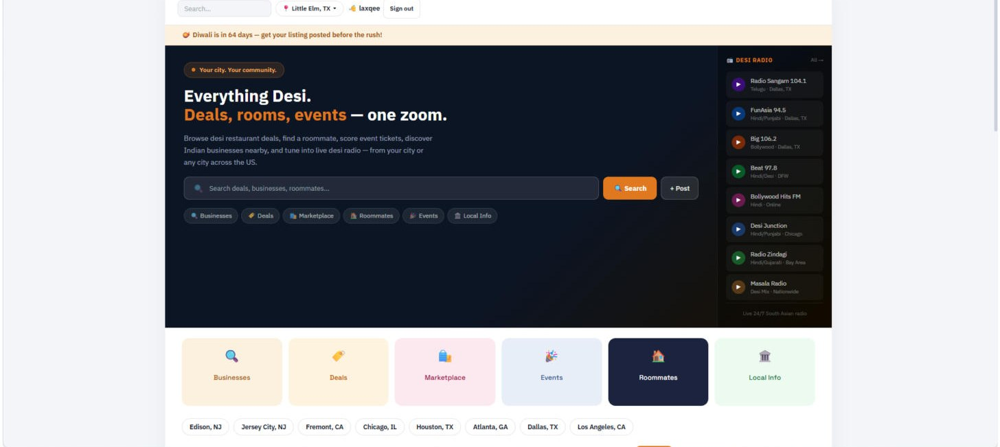 Search...
Little Elm, TX
laxqee
Sign out
Diwali is in 64 days — get your listing posted before the rush!
Your city. Your community.
Everything Desi.
Deals, rooms, events — one zoom.
Browse desi restaurant deals, find a roommate, score event tickets, discover
Indian businesses nearby, and tune into live desi radio — from your city or
any city across the US.
Search deals, businesses, roommates...
Search
+ Post
Businesses
Deals
Marketplace
Roommates
Events
Local Info
DESI RADIO
All →
Radio Sangam 104.1
Telugu · Dallas, TX
FunAsia 94.5
Hindi/Punjabi · Dallas, TX
Big 106.2
Bollywood · Dallas, TX
Beat 97.8
Hindi/Desi · DFW
Bollywood Hits FM
Hindi · Online
Desi Junction
Hindi/Punjabi · Chicago
Radio Zindagi
Hindi/Gujarati · Bay Area
Masala Radio
Desi Mix · Nationwide
Live 24/7 South Asian radio
Businesses
Deals
Marketplace
Events
Roommates
Local Info
Edison, NJ
Jersey City, NJ
Fremont, CA
Chicago, IL
Houston, TX
Atlanta, GA
Dallas, TX
Los Angeles, CA